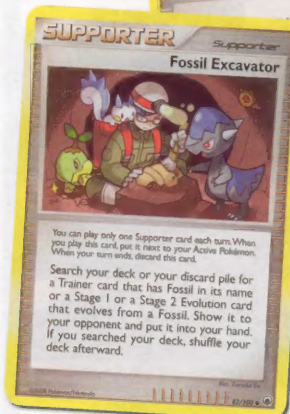 SUPPORTER
Supporter
Fossil Excavator
You can play only one Supporter card each turn. When
you play this card, put it next to your Active Pokémon.
When your turn ends, discard this card.
Search your deck or your discard pile for
a Trainer card that has Fossil in its name
or a Stage 1 or a Stage 2 Evolution card
that evolves from a Fossil. Show it to
your opponent and put it into your hand.
If you searched your deck, shuffle your
deck afterward.